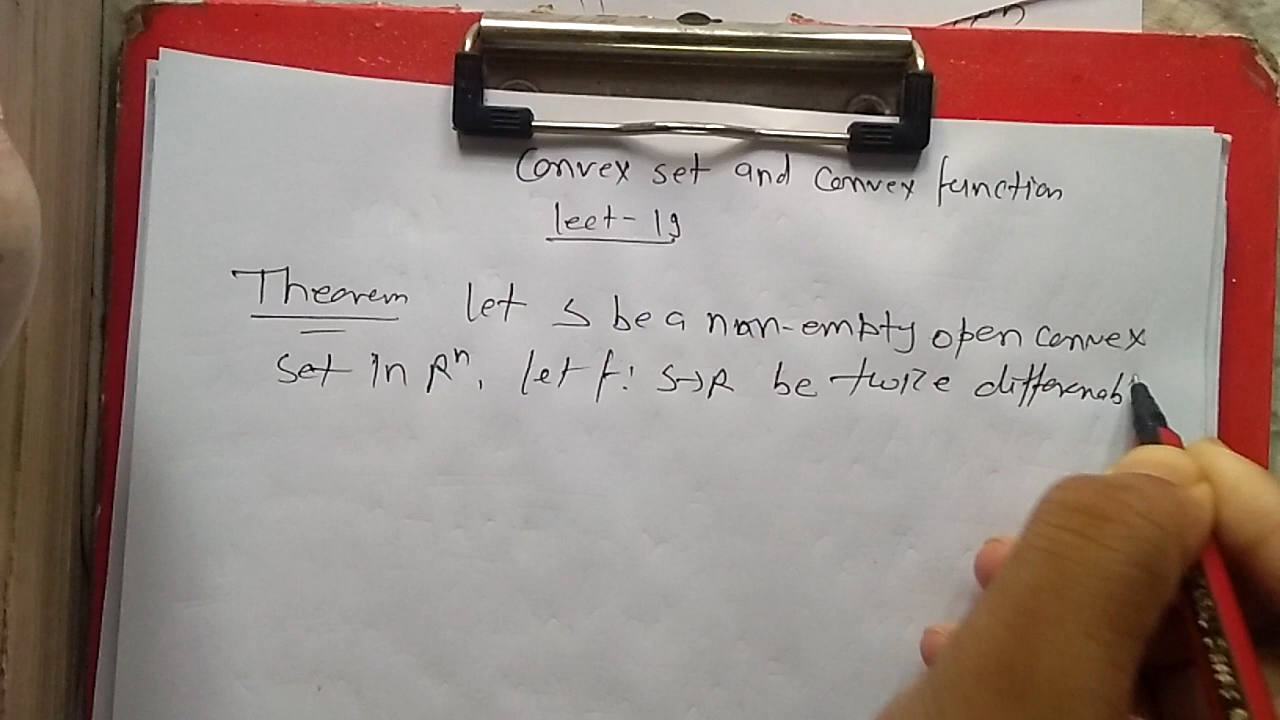 Convex set and Convex function
lect-19
Theorem let S be a non-empty open convex
set in Rⁿ. let f: S→R be twice differenab